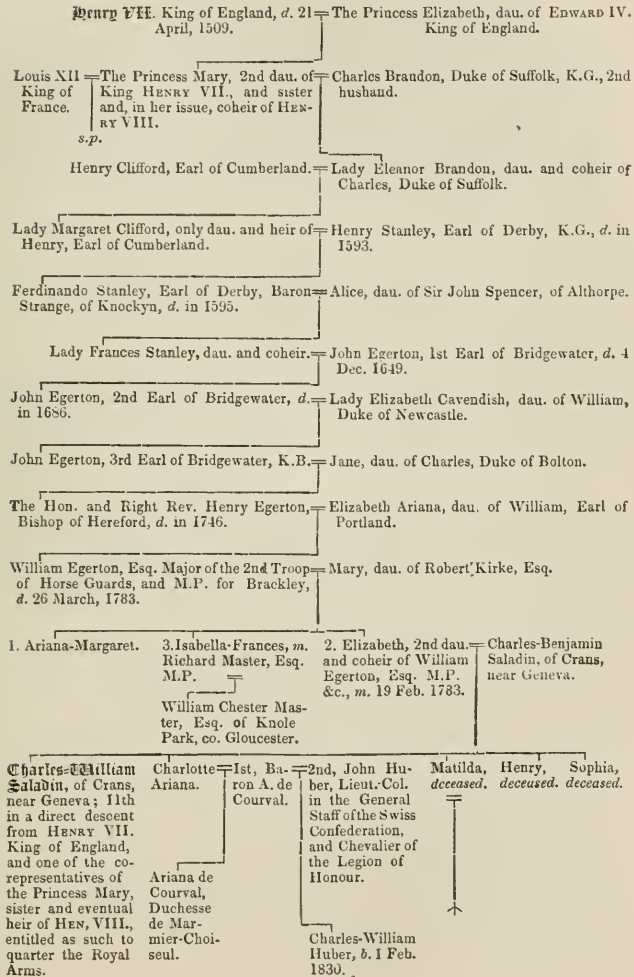 Henry VII. King of England, d. 21 April, 1509.
The Princess Elizabeth, dau. of EDWARD IV. King of England.
Louis XII King of France.
s.p.
The Princess Mary, 2nd dau. of King HENRY VII., and sister and, in her issue, coheir of HEN-
RY VIII.
Charles Brandon, Duke of Suffolk, K.G., 2nd hushand.
Henry Clifford, Earl of Cumberland.
Lady Eleanor Brandon, dau. and coheir of Charles, Duke of Suffolk.
Lady Margaret Clifford, only dau. and heir of Henry, Earl of Cumberland.
Henry Stanley, Earl of Derby, K.G., d. in 1593.
Ferdinando Stanley, Earl of Derby, Baron Strange, of Knockyn, d. in 1595.
Alice, dau. of Sir John Spencer, of Althorpe.
Lady Frances Stanley, dau. and coheir.
John Egerton, 1st Earl of Bridgewater, d. 4 Dec. 1649.
John Egerton, 2nd Earl of Bridgewater, d. in 1686.
Lady Elizabeth Cavendish, dau. of William, Duke of Newcastle.
John Egerton, 3rd Earl of Bridgewater, K.B.
Jane, dau. of Charles, Duke of Bolton.
The Hon. and Right Rev. Henry Egerton, Bishop of Hereford, d. in 1746.
Elizabeth Ariana, dau. of William, Earl of Portland.
William Egerton, Esq. Major of the 2nd Troop of Horse Guards, and M.P. for Brackley, d. 26 March, 1783.
Mary, dau. of Robert Kirke, Esq.
1. Ariana-Margaret.
3. Isabella-Frances, m. Richard Master, Esq. M.P.
William Chester Mas-
ter, Esq. of Knole Park, co. Gloucester.
2. Elizabeth, 2nd dau. and coheir of William Egerton, Esq. M.P. &c., m. 19 Feb. 1783.
Charles-Benjamin Saladin, of Crans, near Geneva.
Charles-William Saladin, of Crans, near Geneva; 11th in a direct descent from HENRY VII. King of England, and one of the co-
representatives of the Princess Mary, sister and eventual heir of HEN, VIII., entitled as such to quarter the Royal Arms.
Charlotte Ariana.
1st, Ba-
ron A. de Courval.
Ariana de Courval, Duchesse de Mar-
mier-Choi-
seul.
2nd, John Hu-
ber, Lieut.-Col. in the General Staff of the Swiss Confederation, and Chevalier of the Legion of Honour.
Charles-William Huber, b. 1 Feb. 1830.
Matilda, deceased.
Henry, deceased.
Sophia, deceased.